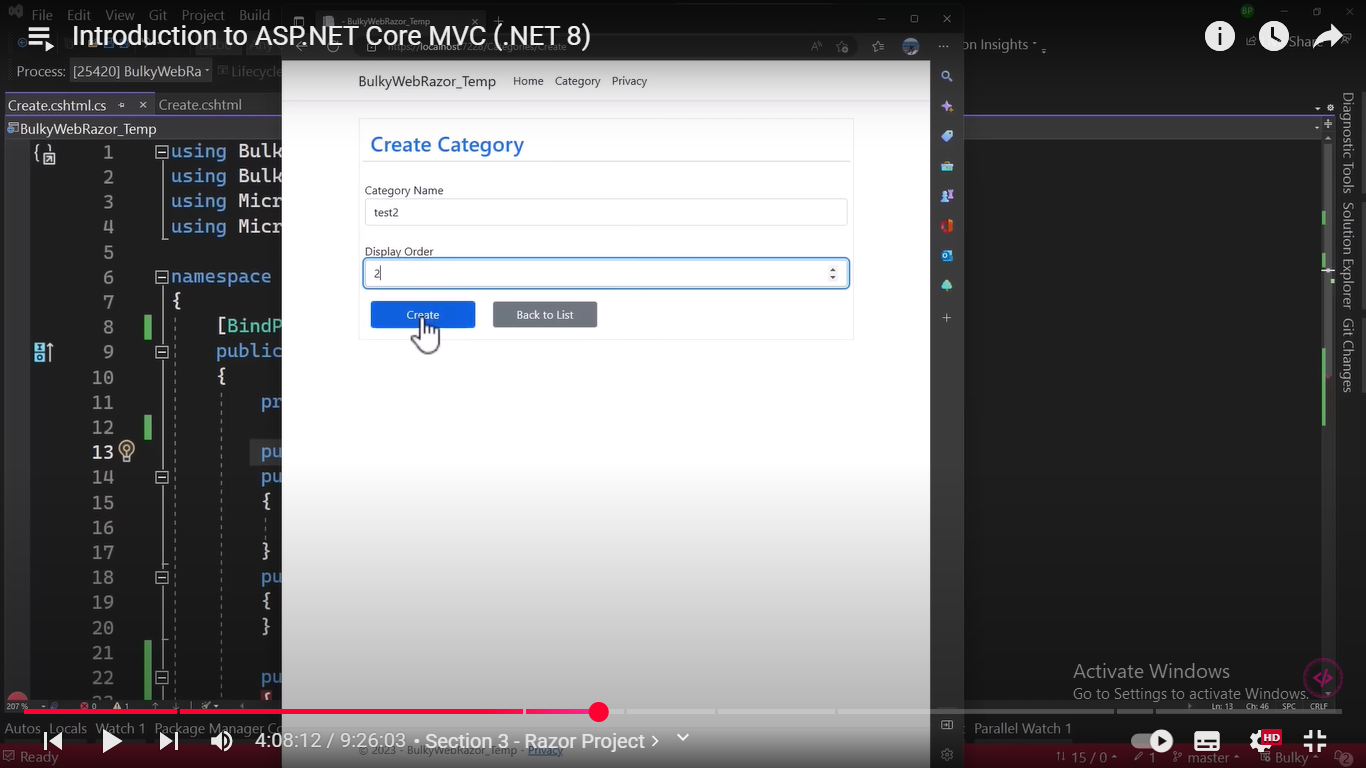 File Edit View Git Project Build
BulkyWebRazor_Temp
Introduction to ASP.NET Core MVC (.NET 8)
on Insights
Share
Process: [25420] BulkyWebRa
Lifecycle
BulkyWebRazor_Temp Home Category Privacy
Create.cshtml.cs Create.cshtml
BulkyWebRazor_Temp
Create Category
Category Name
test2
Display Order
2
Create Back to List
1 using Bulk
2 using Bulk
3 using Micr
4 using Micr
5
6 namespace
7 {
8 [BindP
9 public
10 {
11 pr
12
13 pu
14 pu
15 {
16
17 }
18 pu
19 {
20 }
21
22 pu
Diagnostic Tools
Solution Explorer
Git Changes
Activate Windows
Go to Settings to activate Windows.
207 % 0 1 Ln: 13 Ch: 46 SPC CRLF
Autos Locals Watch 1 Package Manager Co
Parallel Watch 1
4:08:12 / 9:26:03 • Section 3 - Razor Project
HD
© 2023 - BulkyWebRazor_Temp - Privacy
Ready
15 / 0 1 master Bulky 2